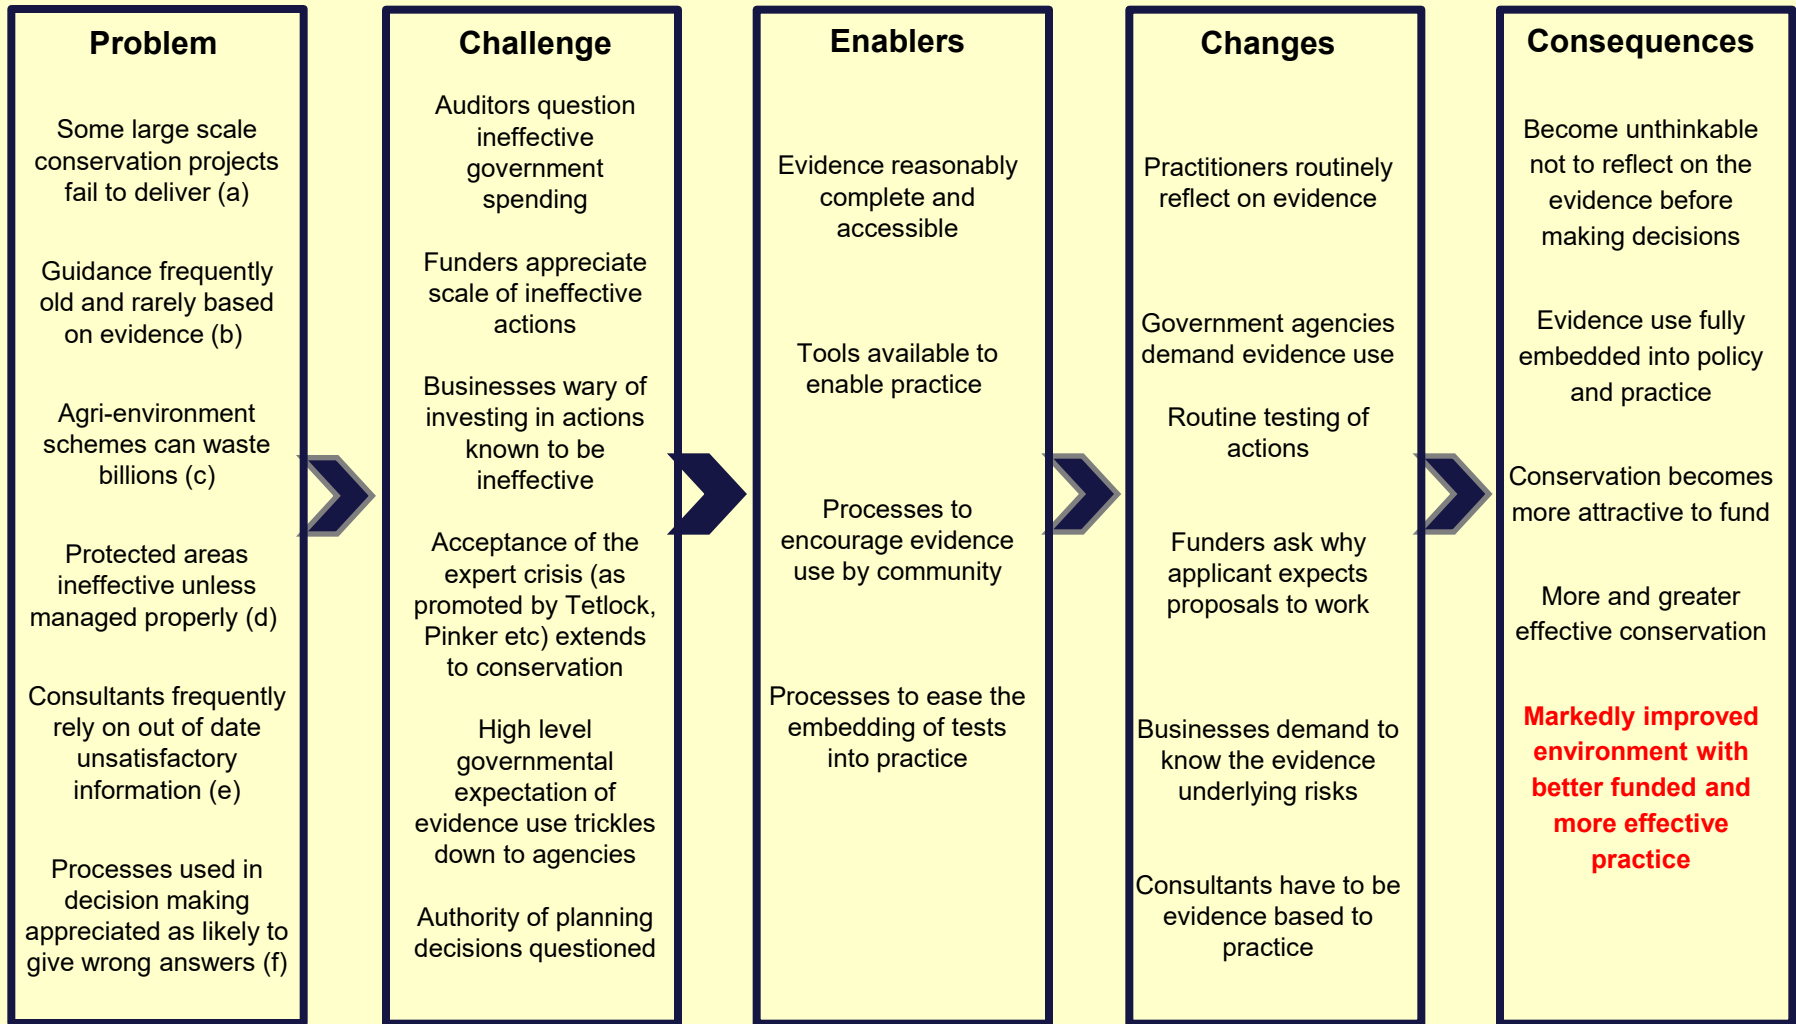 Problem
Some large scale
conservation projects
fail to deliver (a)
Guidance frequently
old and rarely based
on evidence (b)
Agri-environment
schemes can waste
billions (c)
Protected areas
ineffective unless
managed properly (d)
Consultants frequently
rely on out of date
unsatisfactory
information (e)
Processes used in
decision making
appreciated as likely to
give wrong answers (f)
Challenge
Auditors question
ineffective
government
spending
Funders appreciate
scale of ineffective
actions
Businesses wary of
investing in actions
known to be
ineffective
Acceptance of the
expert crisis (as
promoted by Tetlock,
Pinker etc) extends
to conservation
High level
governmental
expectation of
evidence use trickles
down to agencies
Authority of planning
decisions questioned
Enablers
Evidence reasonably
complete and
accessible
Tools available to
enable practice
Processes to
encourage evidence
use by community
Processes to ease the
embedding of tests
into practice
Changes
Practitioners routinely
reflect on evidence
Government agencies
demand evidence use
Routine testing of
actions
Funders ask why
applicant expects
proposals to work
Businesses demand to
know the evidence
underlying risks
Consultants have to be
evidence based to
practice
Consequences
Become unthinkable
not to reflect on the
evidence before
making decisions
Evidence use fully
embedded into policy
and practice
Conservation becomes
more attractive to fund
More and greater
effective conservation
Markedly improved
environment with
better funded and
more effective
practice